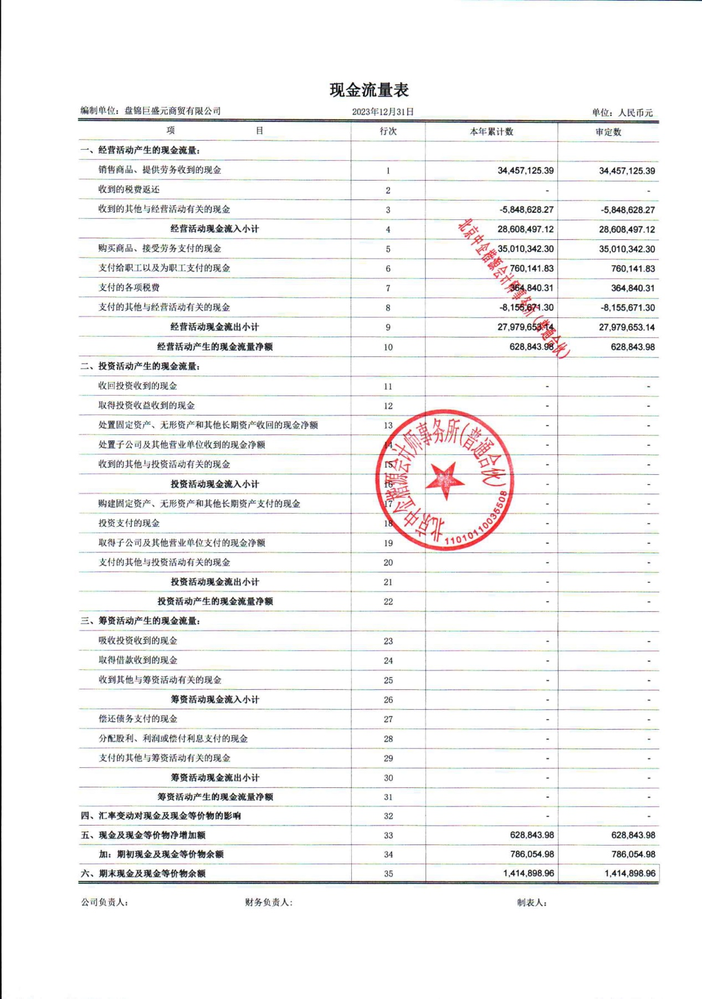 现金流量表
编制单位：盘锦巨盛元商贸有限公司 2023年12月31日 单位：人民币元
项 目 行次 本年累计数 审定数
一、经营活动产生的现金流量：
销售商品、提供劳务收到的现金 1 34,457,125.39 34,457,125.39
收到的税费返还 2 - -
收到的其他与经营活动有关的现金 3 -5,848,628.27 -5,848,628.27
经营活动现金流入小计 4 28,608,497.12 28,608,497.12
购买商品、接受劳务支付的现金 5 35,010,342.30 35,010,342.30
支付给职工以及为职工支付的现金 6 760,141.83 760,141.83
支付的各项税费 7 364,840.31 364,840.31
支付的其他与经营活动有关的现金 8 -8,155,671.30 -8,155,671.30
经营活动现金流出小计 9 27,979,653.14 27,979,653.14
经营活动产生的现金流量净额 10 628,843.98 628,843.98
北京中企楷源会计师事务所（普通合伙）
二、投资活动产生的现金流量：
收回投资收到的现金 11 - -
取得投资收益收到的现金 12 - -
处置固定资产、无形资产和其他长期资产收回的现金净额 13 - -
处置子公司及其他营业单位收到的现金净额 14 - -
收到的其他与投资活动有关的现金 15 - -
投资活动现金流入小计 16 - -
购建固定资产、无形资产和其他长期资产支付的现金 17 - -
投资支付的现金 18 - -
取得子公司及其他营业单位支付的现金净额 19 - -
支付的其他与投资活动有关的现金 20 - -
投资活动现金流出小计 21 - -
投资活动产生的现金流量净额 22 - -
北京中企楷源会计师事务所（普通合伙）
11010110035508
三、筹资活动产生的现金流量：
吸收投资收到的现金 23 - -
取得借款收到的现金 24 - -
收到其他与筹资活动有关的现金 25 - -
筹资活动现金流入小计 26 - -
偿还债务支付的现金 27 - -
分配股利、利润或偿付利息支付的现金 28 - -
支付的其他与筹资活动有关的现金 29 - -
筹资活动现金流出小计 30 - -
筹资活动产生的现金流量净额 31 - -
四、汇率变动对现金及现金等价物的影响 32 - -
五、现金及现金等价物净增加额 33 628,843.98 628,843.98
加：期初现金及现金等价物余额 34 786,054.98 786,054.98
六、期末现金及现金等价物余额 35 1,414,898.96 1,414,898.96
公司负责人： 财务负责人： 制表人：